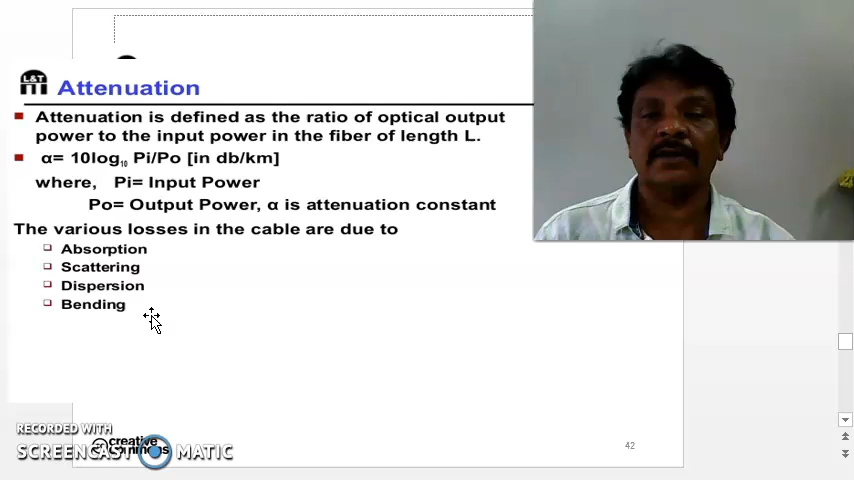 L&T
Attenuation
Attenuation is defined as the ratio of optical output
power to the input power in the fiber of length L.
α= 10log10 Pi/Po [in db/km]
where, Pi= Input Power
Po= Output Power, α is attenuation constant
The various losses in the cable are due to
Absorption
Scattering
Dispersion
Bending
RECORDED WITH
creative
commons
SCREENCAST MATIC
42